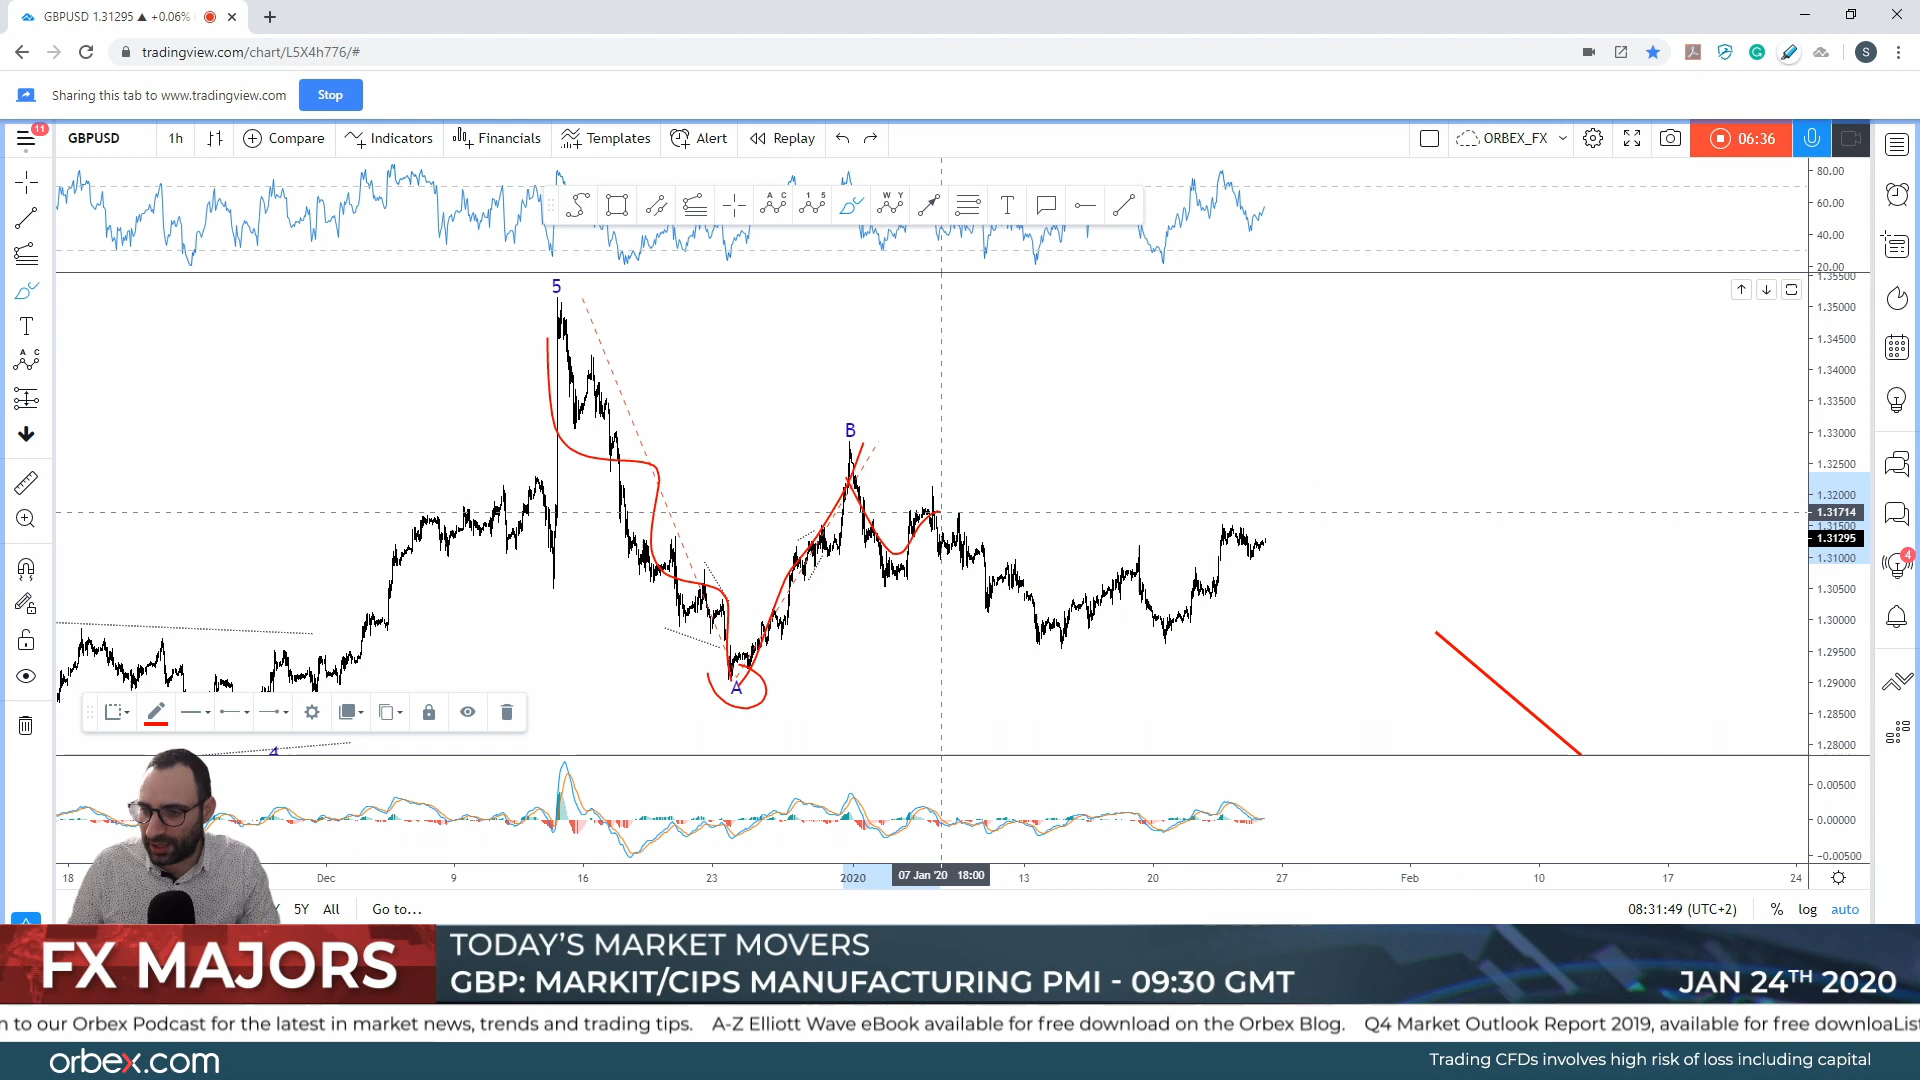 GBPUSD 1.31295 ▲ +0.06%
tradingview.com/chart/L5X4h776/#
S
Sharing this tab to www.tradingview.com Stop
11
GBPUSD 1h Compare Indicators Financials Templates Alert Replay ORBEX_FX 06:36
80.00
60.00
40.00
20.00
A C
1 5
W Y
T
T
A C
5
B
A
4
1.35500
1.35000
1.34500
1.34000
1.33500
1.33000
1.32500
1.32000
1.31714
1.31500
1.31295
1.31000
1.30500
1.30000
1.29500
1.29000
1.28500
1.28000
4
0.00500
0.00000
-0.00500
18 Dec 9 16 23 2020 07 Jan '20 18:00 13 20 27 Feb 10 17 24
5Y All Go to... 08:31:49 (UTC+2) % log auto
FX MAJORS
TODAY'S MARKET MOVERS
GBP: MARKIT/CIPS MANUFACTURING PMI - 09:30 GMT
JAN 24TH 2020
n to our Orbex Podcast for the latest in market news, trends and trading tips. A-Z Elliott Wave eBook available for free download on the Orbex Blog. Q4 Market Outlook Report 2019, available for free downloaList
orbex.com
Trading CFDs involves high risk of loss including capital